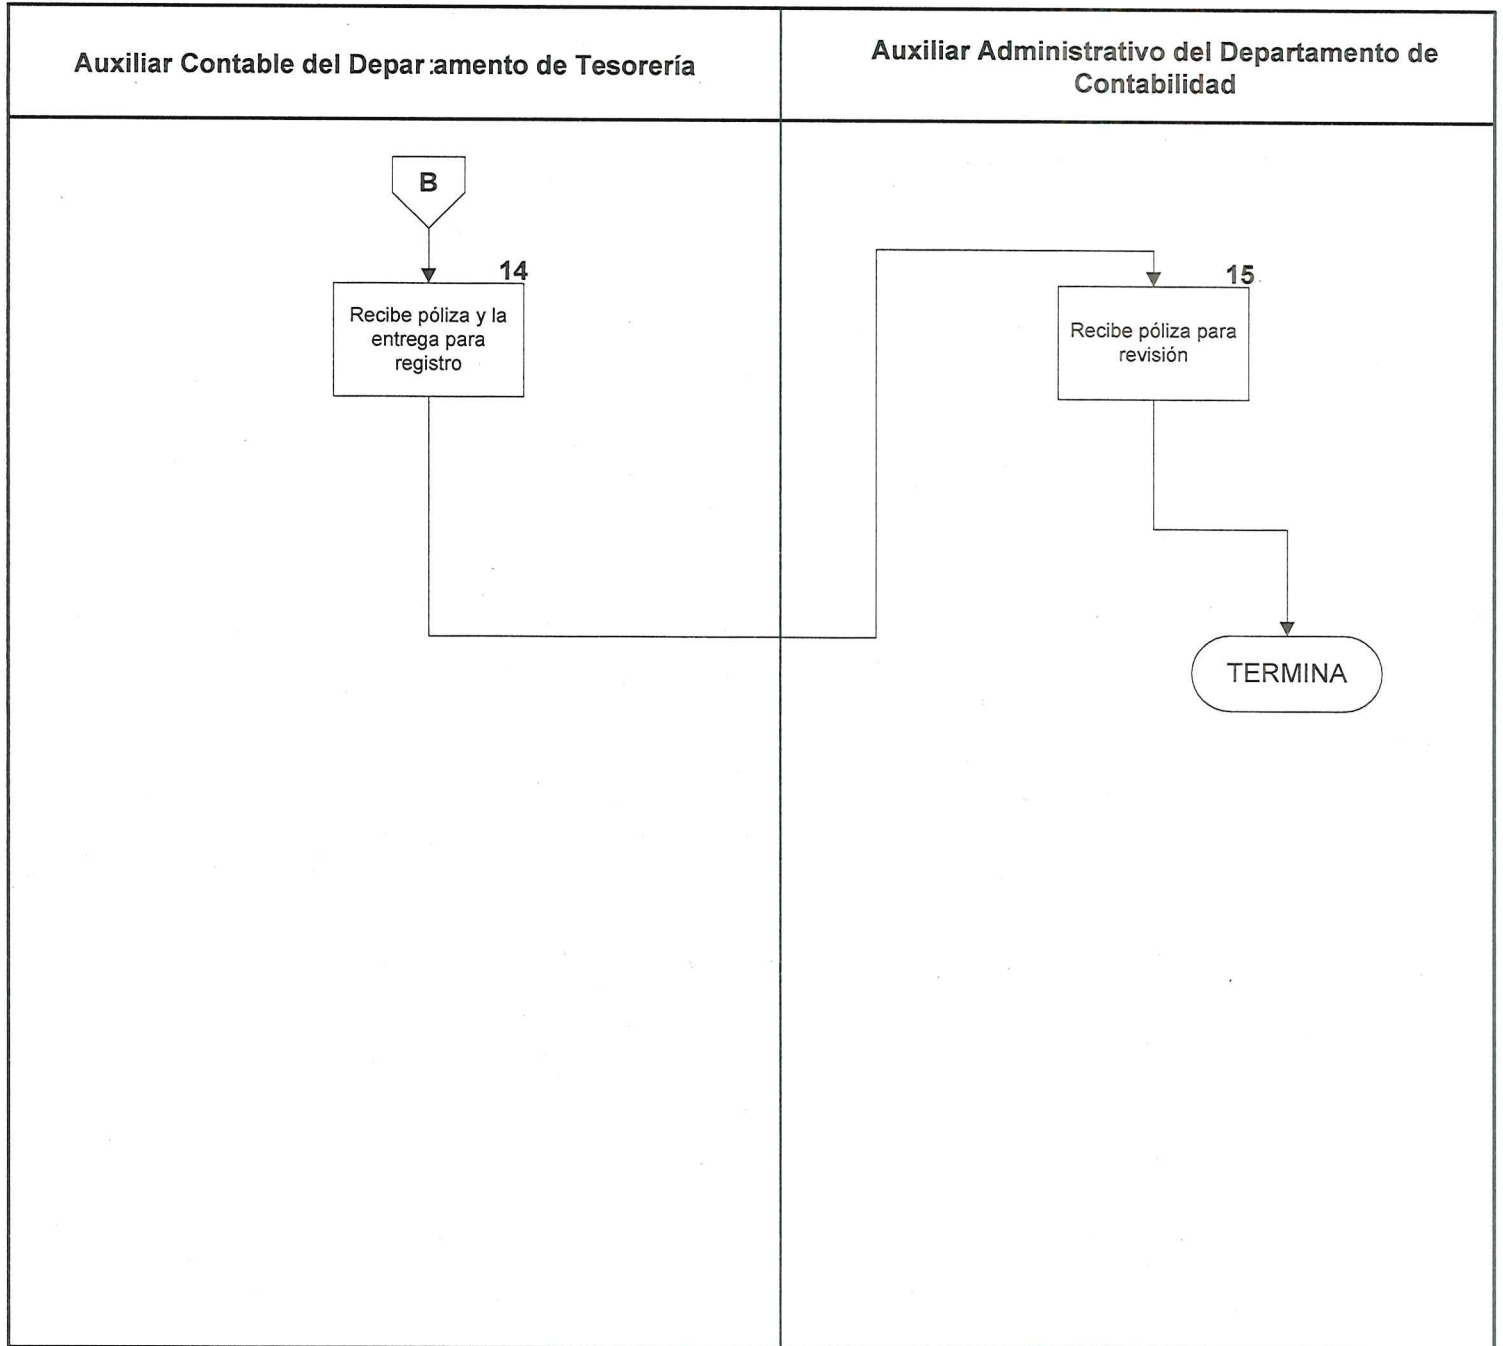 Auxiliar Contable del Depar:amento de Tesorería
Auxiliar Administrativo del Departamento de
Contabilidad
B
14
Recibe póliza y la
entrega para
registro
15
Recibe póliza para
revisión
TERMINA